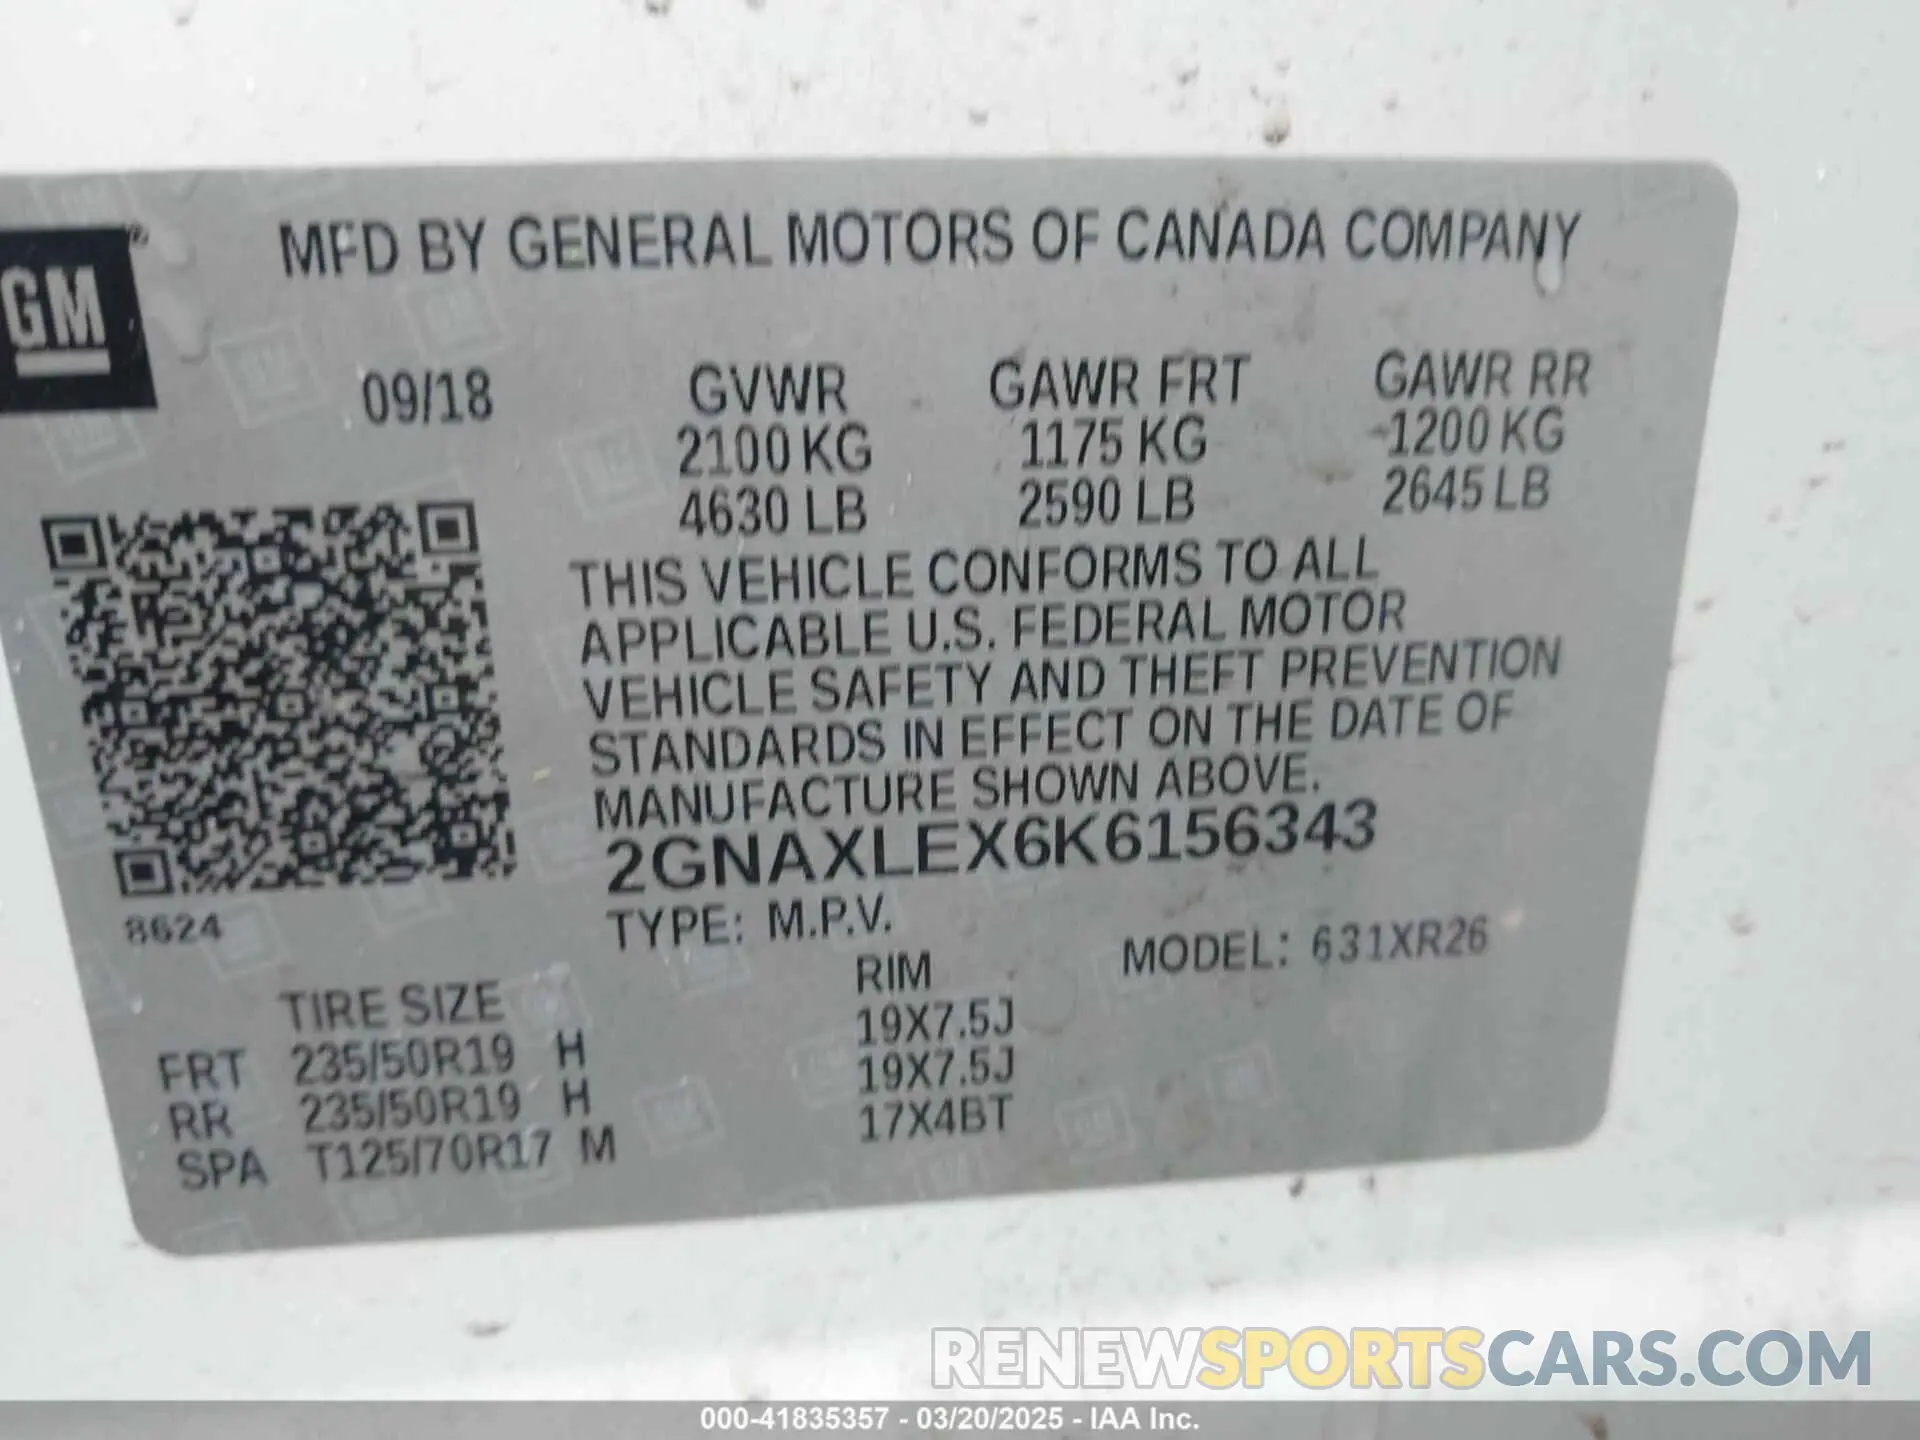 MFD BY GENERAL MOTORS OF CANADA COMPANY
GM
09/18 GVWR GAWR FRT GAWR RR
2100 KG 1175 KG 1200 KG
4630 LB 2590 LB 2645 LB
THIS VEHICLE CONFORMS TO ALL
APPLICABLE U.S. FEDERAL MOTOR
VEHICLE SAFETY AND THEFT PREVENTION
STANDARDS IN EFFECT ON THE DATE OF
MANUFACTURE SHOWN ABOVE.
2GNAXLEX6K6156343
8624
TYPE: M.P.V. MODEL: 631XR26
TIRE SIZE RIM
FRT 235/50R19 H 19X7.5J
RR 235/50R19 H 19X7.5J
SPA T125/70R17 M 17X4BT
RENEWSPORTSCARS.COM
000-41835357 - 03/20/2025 - IAA Inc.